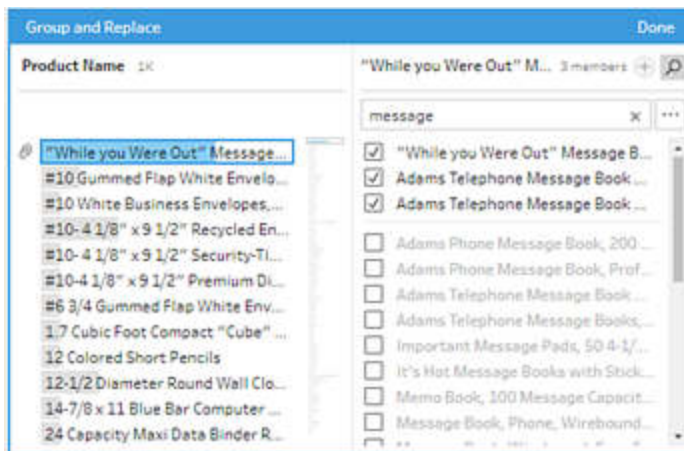 Group and Replace
Done
Product Name 1K
"While you Were Out" M... 3 members
message
"While you Were Out" Message...
#10 Gummed Flap White Envelo...
#10 White Business Envelopes,...
#10- 4 1/8" x 9 1/2" Recycled En...
#10- 4 1/8" x 9 1/2" Security-Ti...
#10-4 1/8" x 9 1/2" Premium Di...
#6 3/4 Gummed Flap White Env...
1.7 Cubic Foot Compact "Cube" ...
12 Colored Short Pencils
12-1/2 Diameter Round Wall Clo...
14-7/8 x 11 Blue Bar Computer ...
24 Capacity Maxi Data Binder R...
"While you Were Out" Message B...
Adams Telephone Message Book ...
Adams Telephone Message Book ...
Adams Phone Message Book, 200 ...
Adams Phone Message Book, Prof...
Adams Telephone Message Book ...
Adams Telephone Message Books,...
Important Message Pads, 50 4-1/...
It's Hot Message Books with Stick...
Memo Book, 100 Message Capacit...
Message Book, Phone, Wirebound...